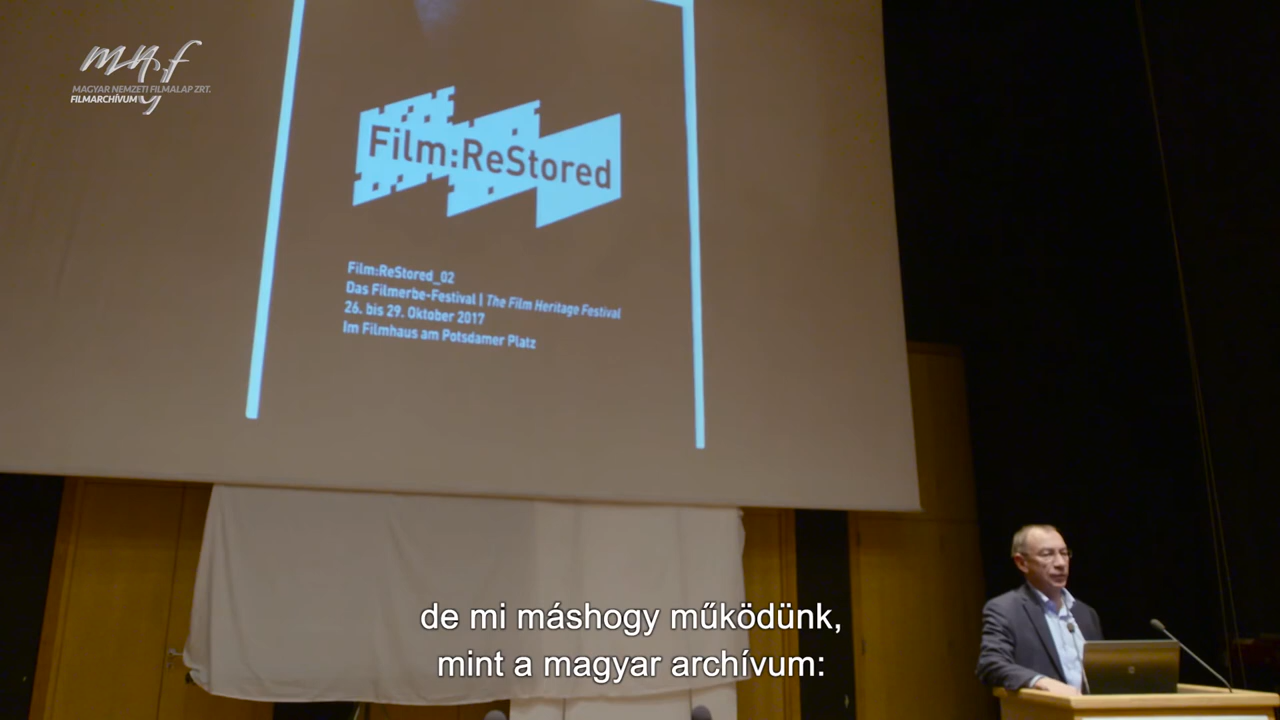 mnf
MAGYAR NEMZETI FILMALAP ZRT.
FILMARCHÍVUM
Film:ReStored
Film:ReStored_02
Das Filmerbe-Festival | The Film Heritage Festival
26. bis 29. Oktober 2017
Im Filmhaus am Potsdamer Platz
de mi máshogy működünk,
mint a magyar archívum: